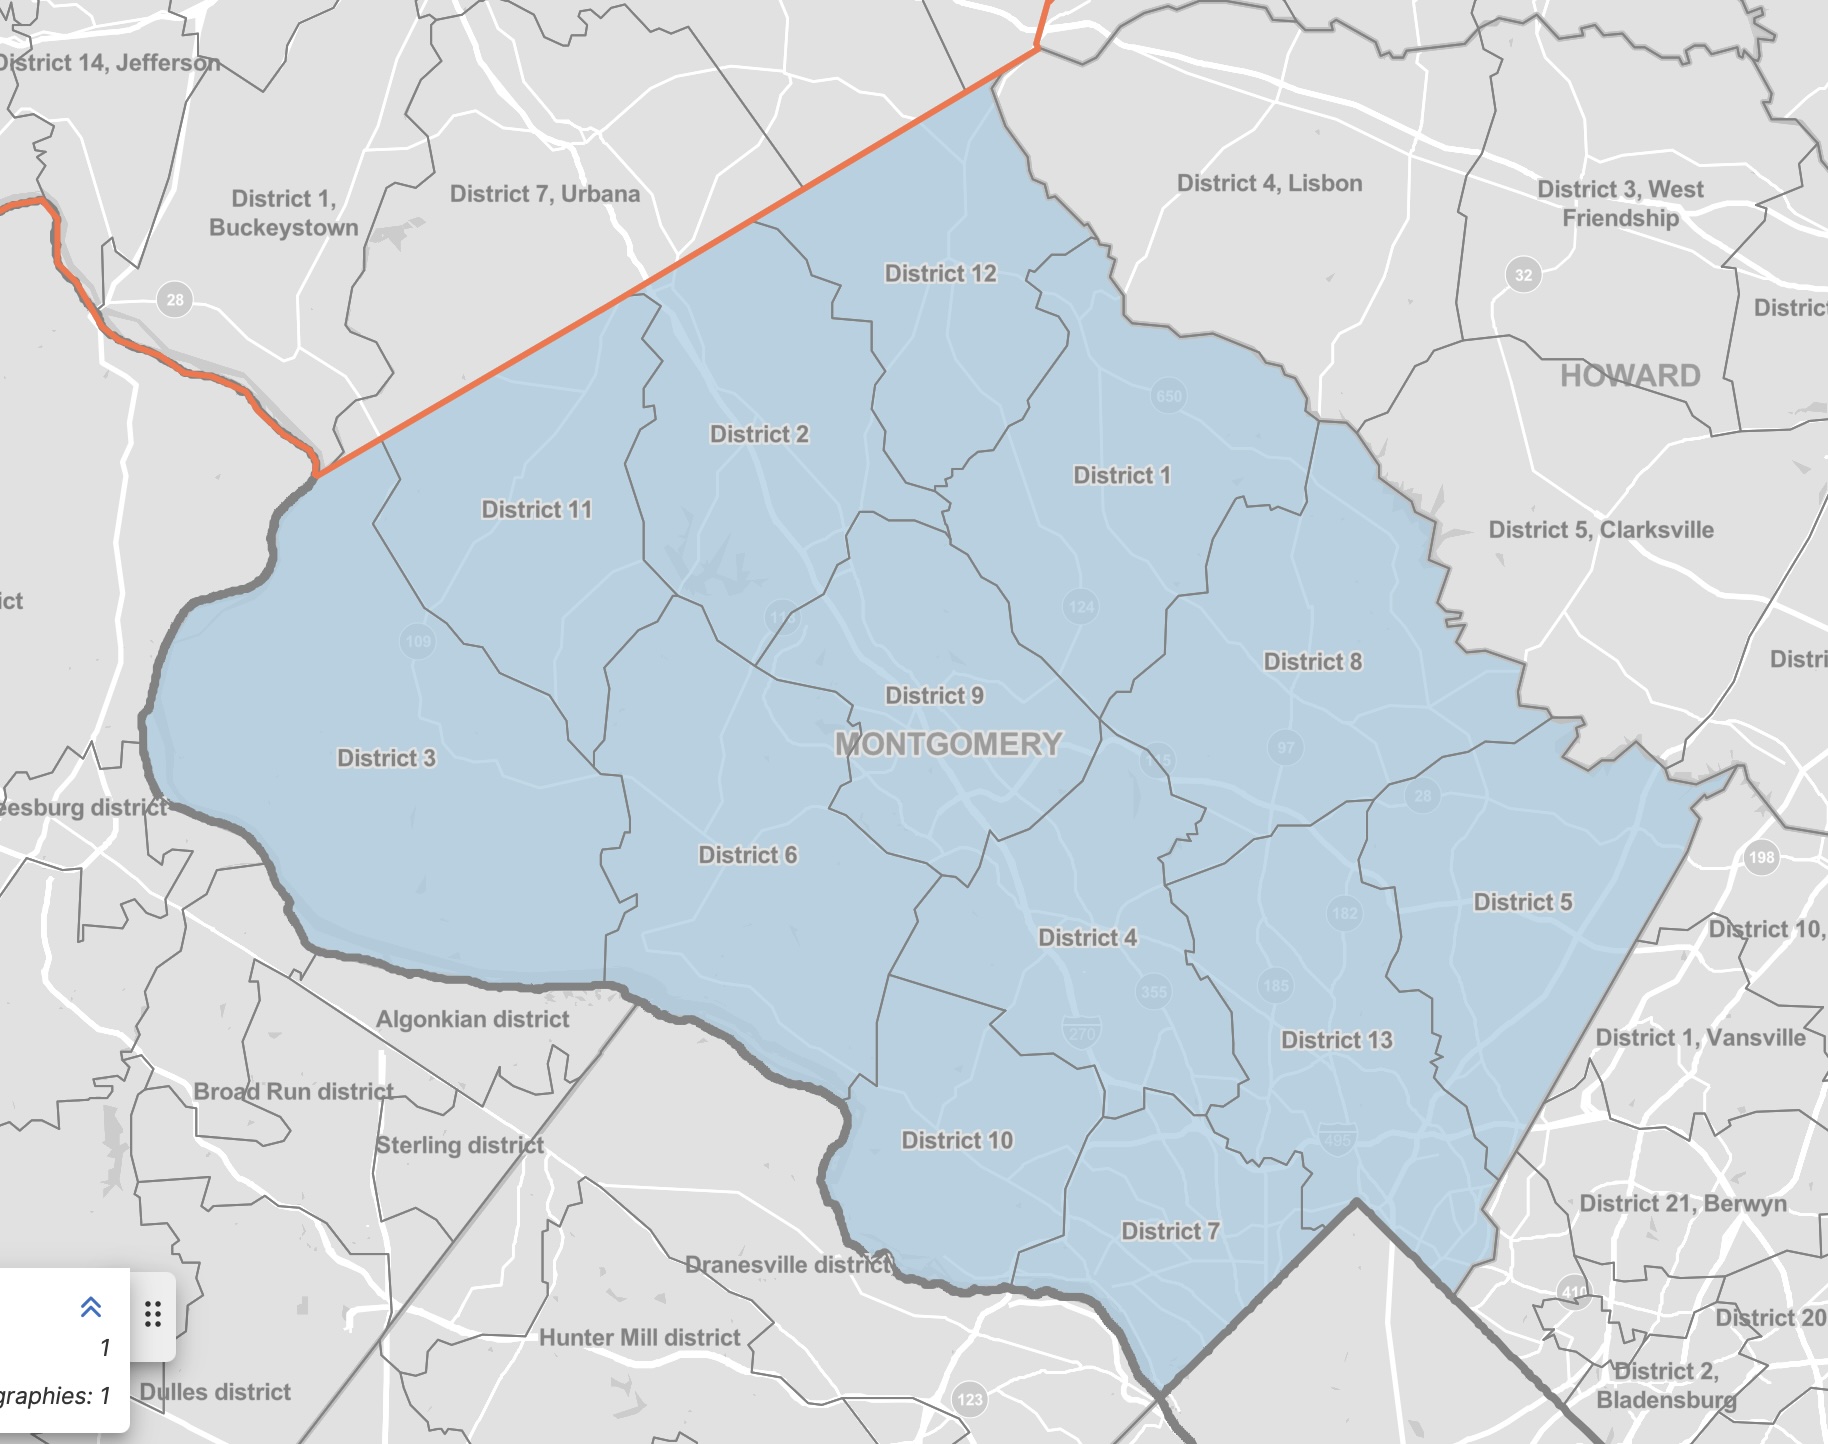 District 14, Jefferson
District 1,
Buckeystown
District 7, Urbana
District 4, Lisbon
District 3, West
Friendship
28
32
District 12
District
HOWARD
650
District 2
District 1
District 11
District 5, Clarksville
ict
124
109
District 8
Distri
District 9
MONTGOMERY
97
District 3
28
eesburg district
District 6
198
District 5
182
District 10,
District 4
185
355
Algonkian district
270
District 13
District 1, Vansville
Broad Run district
Sterling district
District 10
495
District 21, Berwyn
District 7
Dranesville district
410
District 20
Hunter Mill district
1
District 2,
Bladensburg
graphies: 1
Dulles district
123